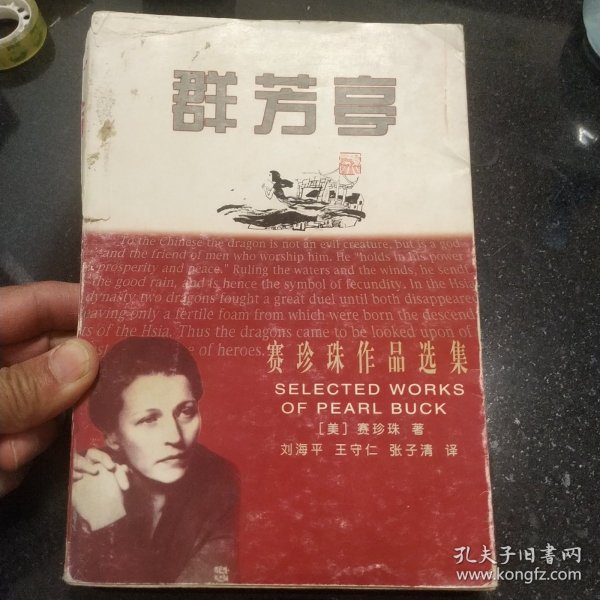 群芳亭
To the Chinese the dragon is not an evil creature, but is a god
and the friend of men who worship him. He "holds in his power
prosperity and peace." Ruling the waters and the winds, he send
the good rain, and is hence the symbol of fecundity. In the Hsia
dynasty two dragons fought a great duel until both disappeared
leaving only a fertile foam from which were born the descend
ts of the Hsia. Thus the dragons came to be looked upon of
e of heroes.
赛珍珠作品选集
SELECTED WORKS
OF PEARL BUCK
[美] 赛珍珠 著
刘海平 王守仁 张子清 译
孔夫子旧书网
www.kongfz.com